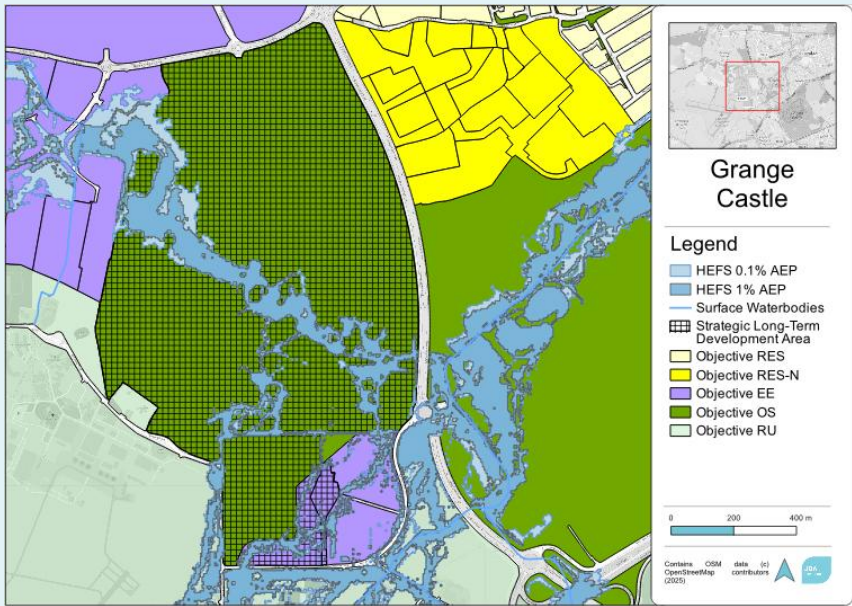 Grange
Castle
Legend
HEFS 0.1% AEP
HEFS 1% AEP
Surface Waterbodies
Strategic Long-Term
Development Area
Objective RES
Objective RES-N
Objective EE
Objective OS
Objective RU
0 200 400 m
Contains OSM data (c)
OpenStreetMap contributors
(2025)
JBA